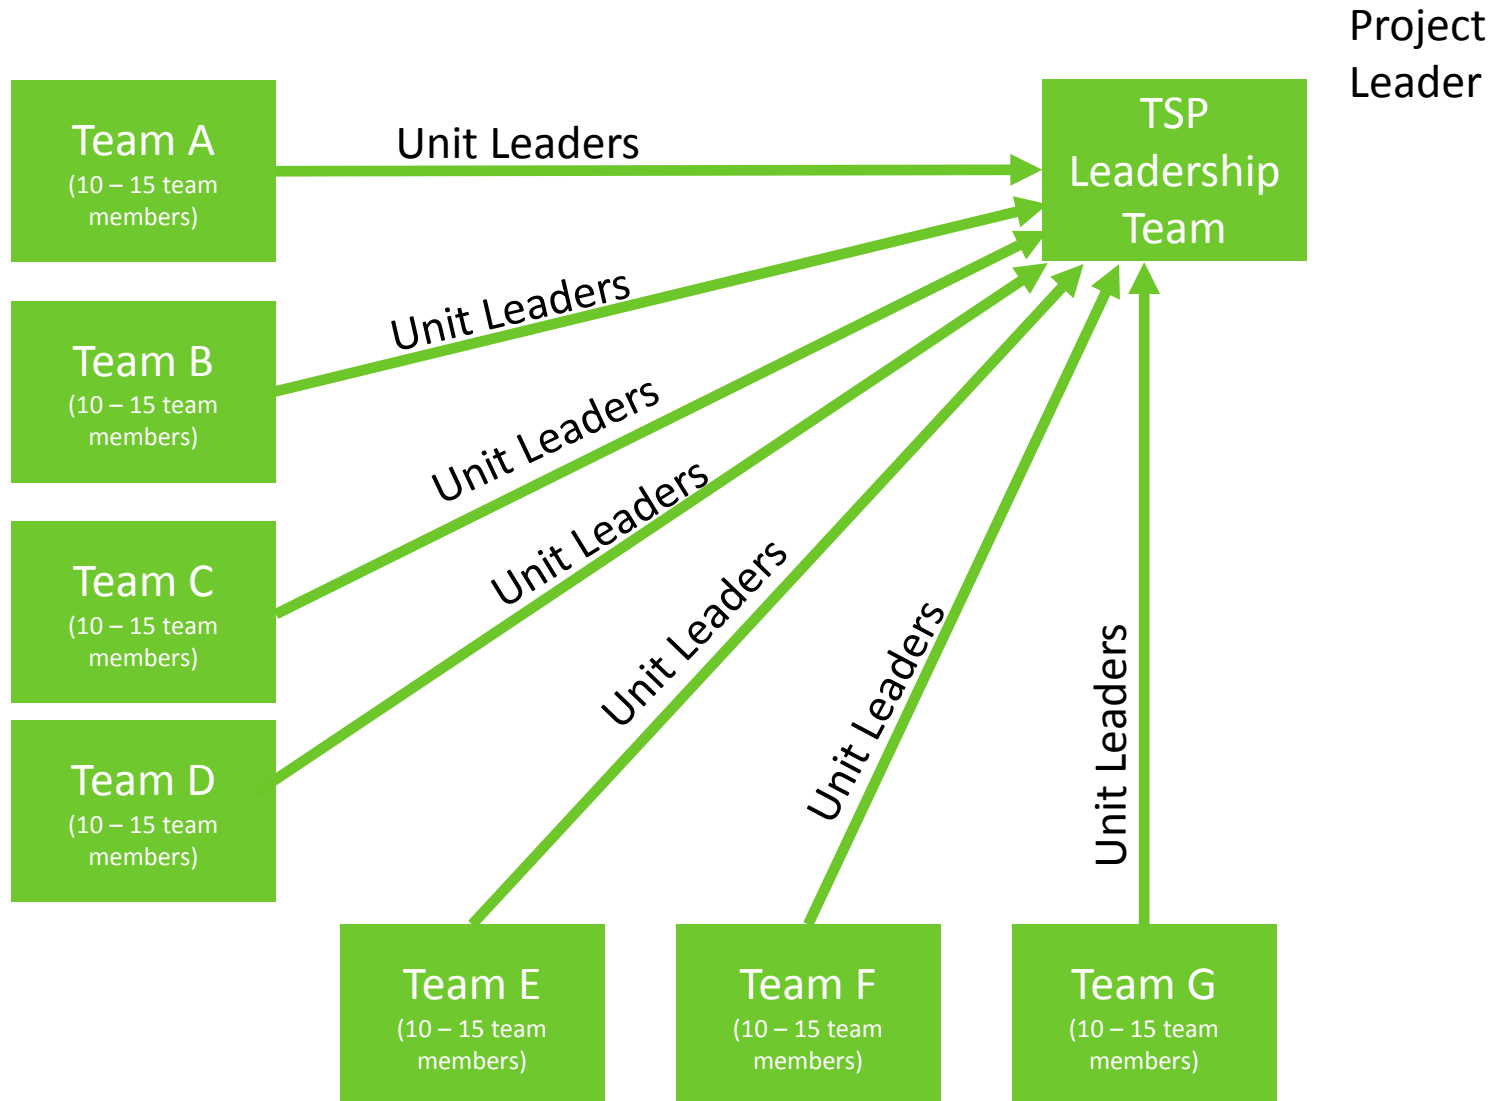 Project
Leader
TSP
Leadership
Team
Team A
(10 – 15 team
members)
Unit Leaders
Team B
(10 – 15 team
members)
Unit Leaders
Team C
(10 – 15 team
members)
Unit Leaders
Team D
(10 – 15 team
members)
Unit Leaders
Unit Leaders
Unit Leaders
Unit Leaders
Team E
(10 – 15 team
members)
Team F
(10 – 15 team
members)
Team G
(10 – 15 team
members)